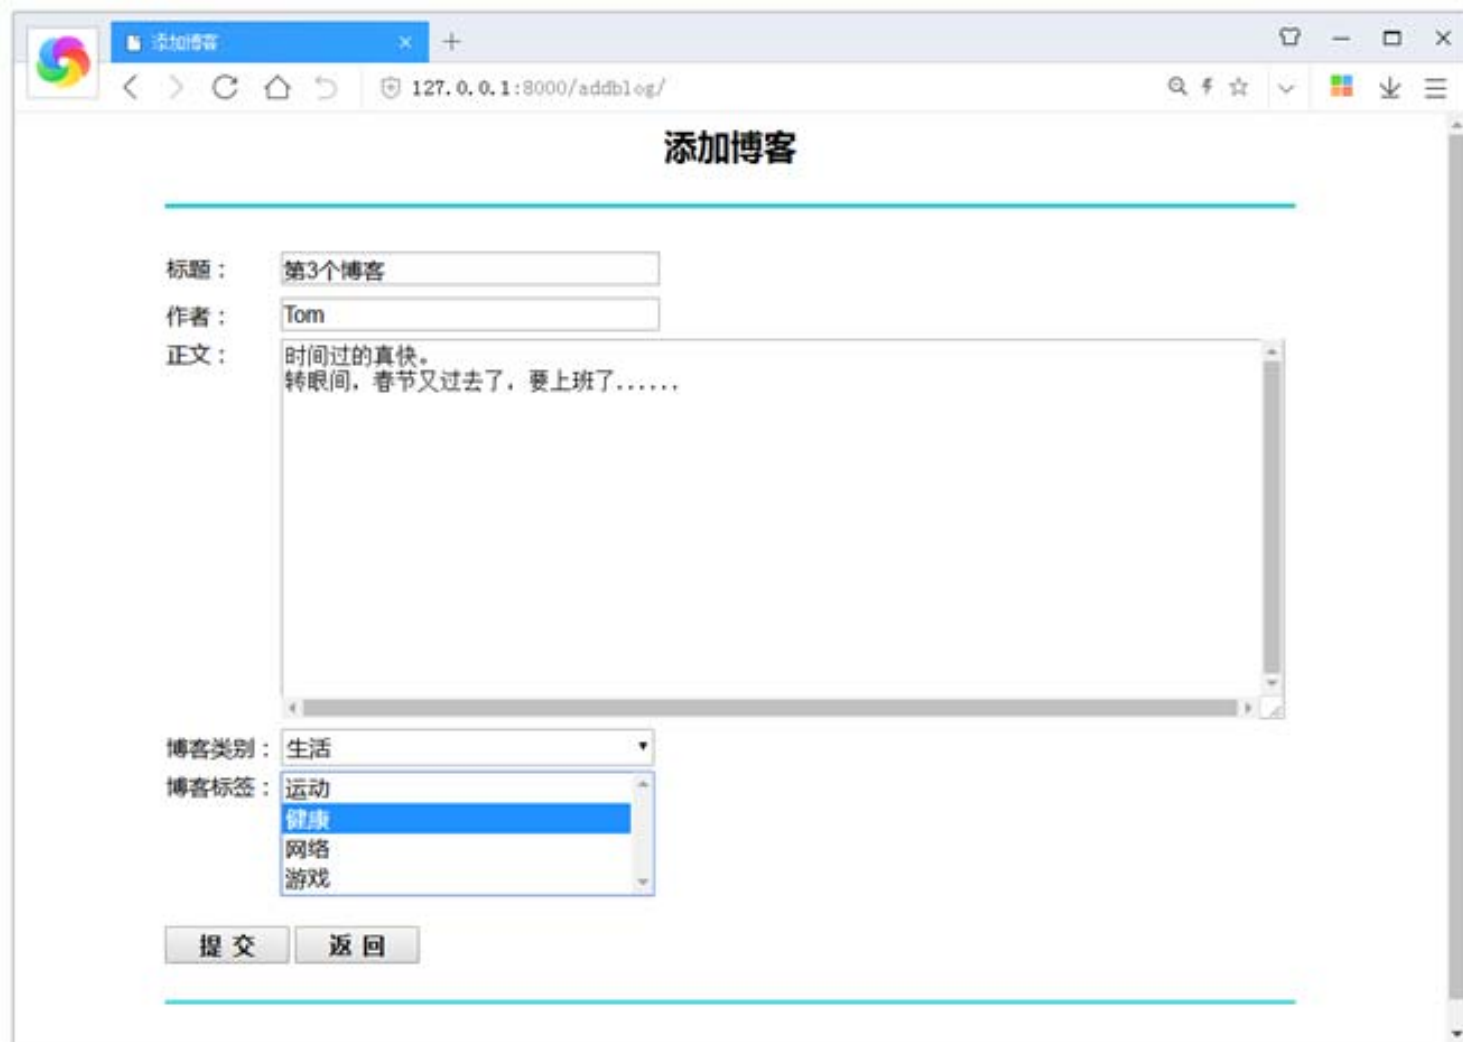 添加博客
127.0.0.1:8000/addblog/
添加博客
标题：
第3个博客
作者：
Tom
正文：
时间过的真快。
转眼间，春节又过去了，要上班了......
博客类别：
生活
博客标签：
运动
健康
网络
游戏
提 交
返 回